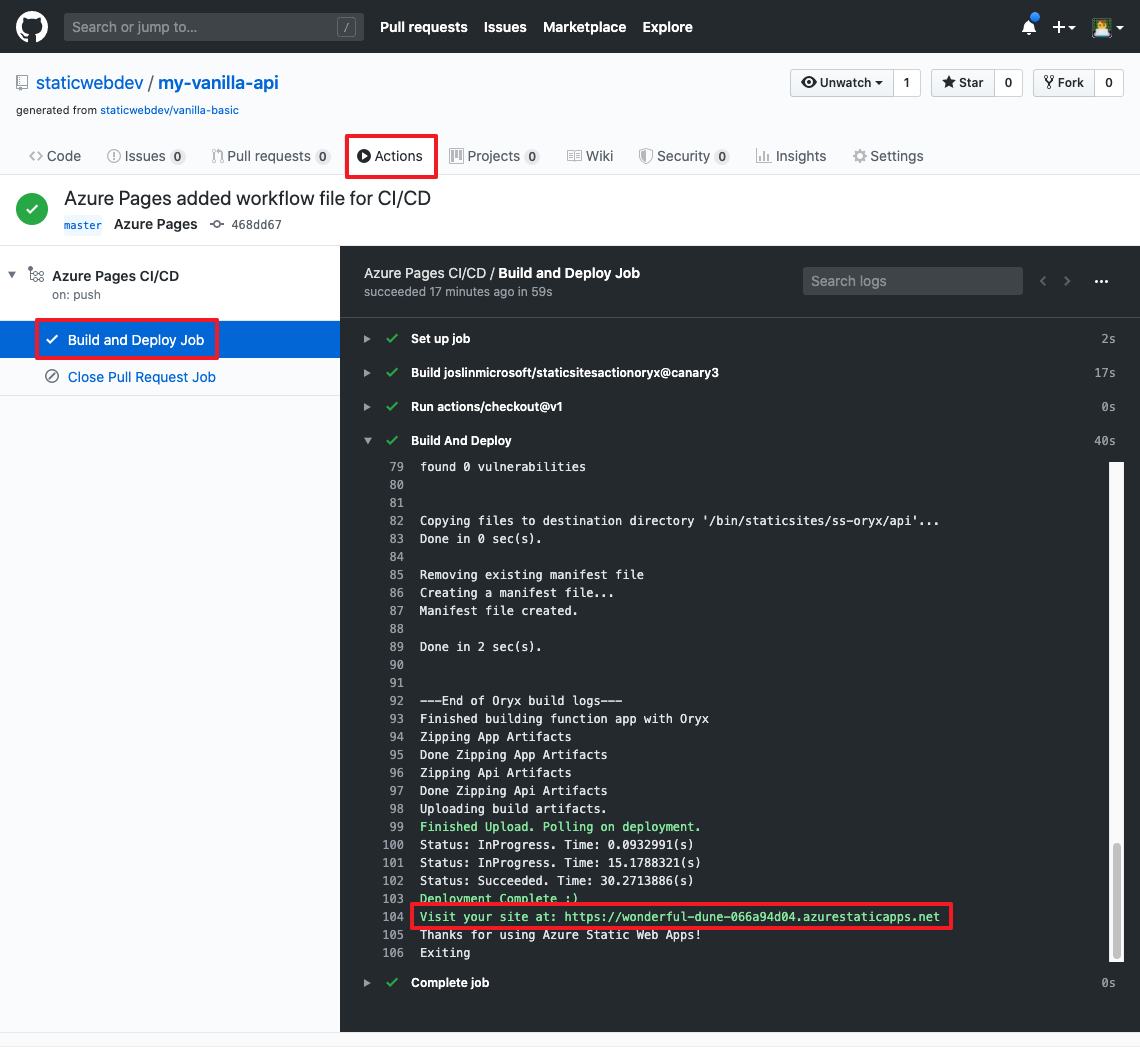 Search or jump to... /
Pull requests Issues Marketplace Explore
staticwebdev / my-vanilla-api
Unwatch 1 Star 0 Fork 0
generated from staticwebdev/vanilla-basic
Code Issues 0 Pull requests 0 Actions Projects 0 Wiki Security 0 Insights Settings
Azure Pages added workflow file for CI/CD
master Azure Pages 468dd67
Azure Pages CI/CD
on: push
Build and Deploy Job
Close Pull Request Job
Azure Pages CI/CD / Build and Deploy Job
succeeded 17 minutes ago in 59s
Search logs
Set up job 2s
Build joslinmicrosoft/staticsitesactionoryx@canary3 17s
Run actions/checkout@v1 0s
Build And Deploy 40s
79 found 0 vulnerabilities
80
81
82 Copying files to destination directory '/bin/staticsites/ss-oryx/api'...
83 Done in 0 sec(s).
84
85 Removing existing manifest file
86 Creating a manifest file...
87 Manifest file created.
88
89 Done in 2 sec(s).
90
91
92 ---End of Oryx build logs---
93 Finished building function app with Oryx
94 Zipping App Artifacts
95 Done Zipping App Artifacts
96 Zipping Api Artifacts
97 Done Zipping Api Artifacts
98 Uploading build artifacts.
99 Finished Upload. Polling on deployment.
100 Status: InProgress. Time: 0.0932991(s)
101 Status: InProgress. Time: 15.1788321(s)
102 Status: Succeeded. Time: 30.2713886(s)
103 Deployment Complete :)
104 Visit your site at: https://wonderful-dune-066a94d04.azurestaticapps.net
105 Thanks for using Azure Static Web Apps!
106 Exiting
Complete job 0s